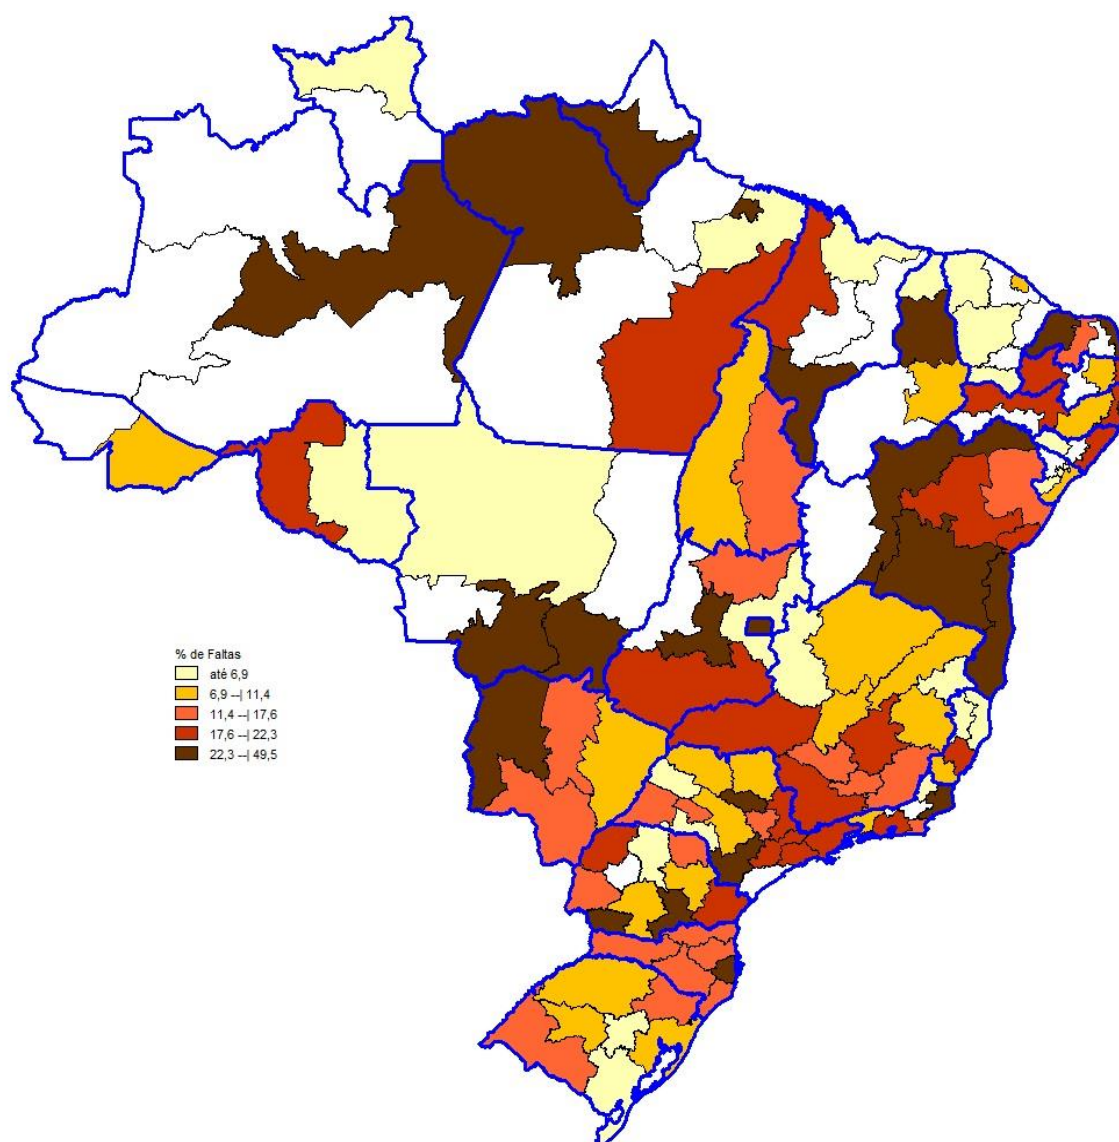 % de Faltas
até 6,9
6,9 --| 11,4
11,4 --| 17,6
17,6 --| 22,3
22,3 --| 49,5